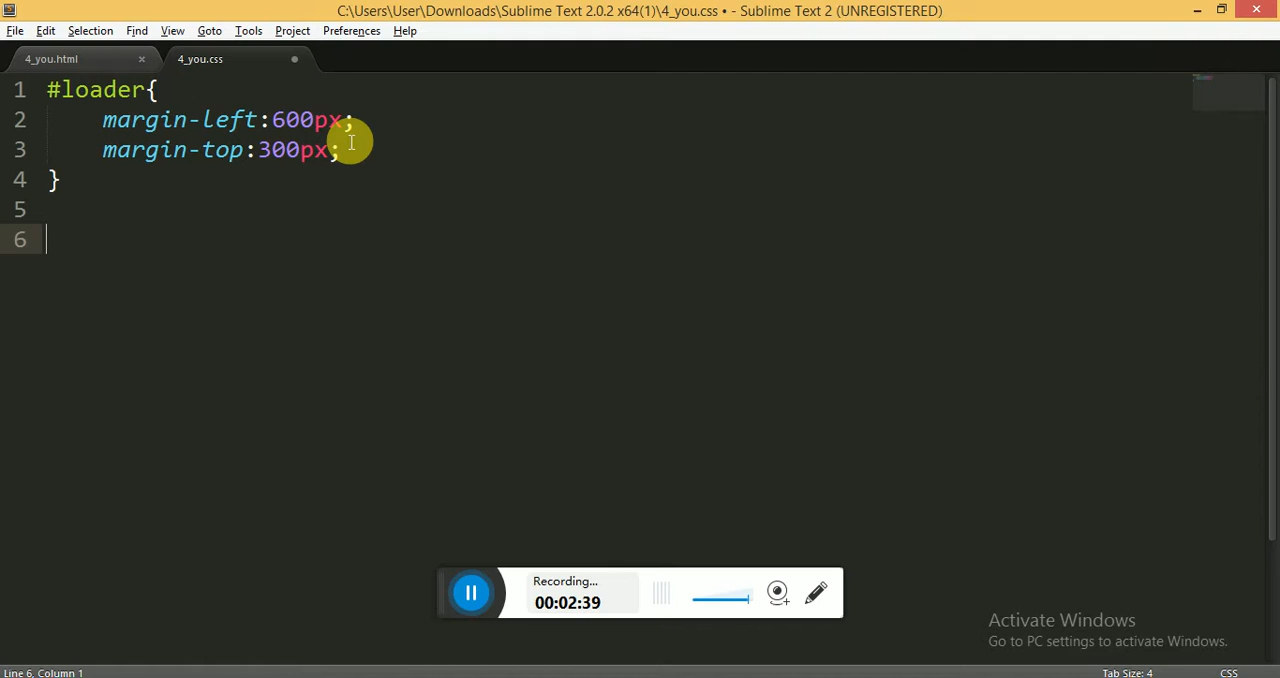 C:\Users\User\Downloads\Sublime Text 2.0.2 x64(1)\4_you.css • - Sublime Text 2 (UNREGISTERED)
File Edit Selection Find View Goto Tools Project Preferences Help
4_you.html 4_you.css
1 #loader{
2 margin-left:600px;
3 margin-top:300px;
4 }
5
6
Recording...
00:02:39
Activate Windows
Go to PC settings to activate Windows.
Line 6, Column 1 Tab Size: 4 CSS